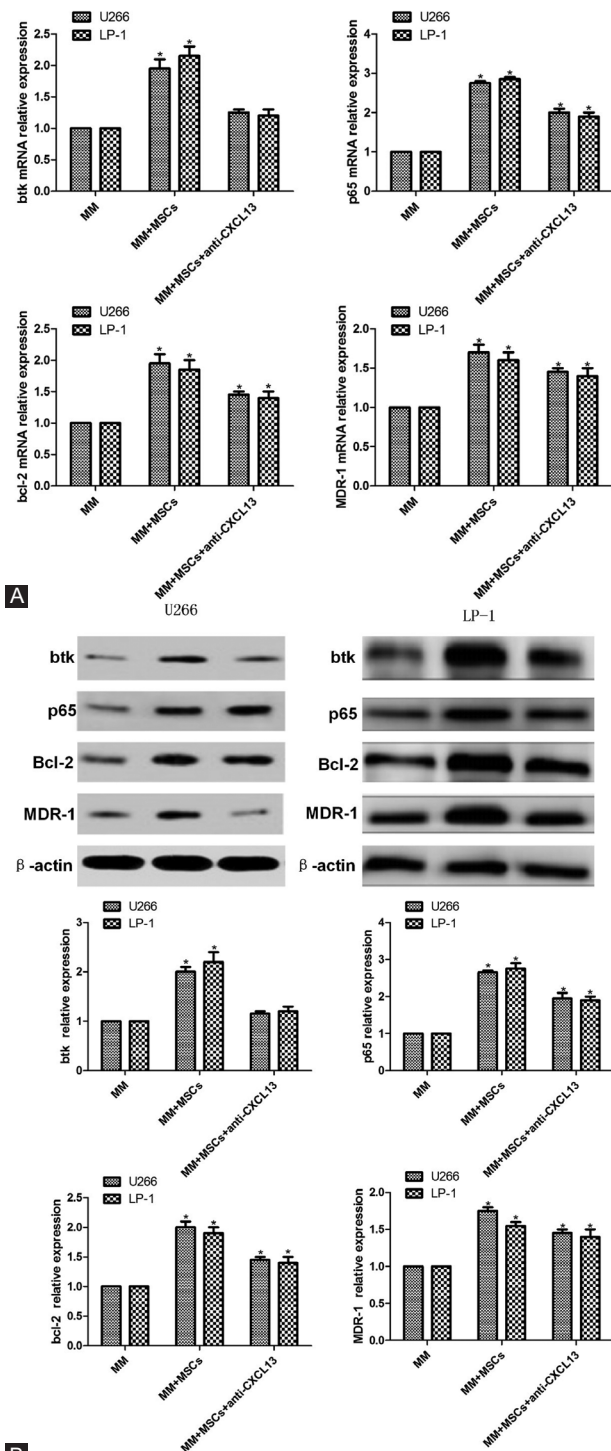 U266
LP-1
btk mRNA relative expression
2.5
2.0
1.5
1.0
0.5
0.0
MM
MM+MSCs
MM+MSCs+anti-CXCL13
U266
LP-1
p65 mRNA relative expression
4
3
2
1
0
MM
MM+MSCs
MM+MSCs+anti-CXCL13
U266
LP-1
bcl-2 mRNA relative expression
2.5
2.0
1.5
1.0
0.5
0.0
MM
MM+MSCs
MM+MSCs+anti-CXCL13
U266
LP-1
MDR-1 mRNA relative expression
2.0
1.5
1.0
0.5
0.0
MM
MM+MSCs
MM+MSCs+anti-CXCL13
A
U266
btk
p65
Bcl-2
MDR-1
β-actin
LP-1
btk
p65
Bcl-2
MDR-1
β-actin
U266
LP-1
btk relative expression
3
2
1
0
MM
MM+MSCs
MM+MSCs+anti-CXCL13
U266
LP-1
p65 relative expression
4
3
2
1
0
MM
MM+MSCs
MM+MSCs+anti-CXCL13
U266
LP-1
bcl-2 relative expression
2.5
2.0
1.5
1.0
0.5
0.0
MM
MM+MSCs
MM+MSCs+anti-CXCL13
U266
LP-1
MDR-1 relative expression
2.0
1.5
1.0
0.5
0.0
MM
MM+MSCs
MM+MSCs+anti-CXCL13